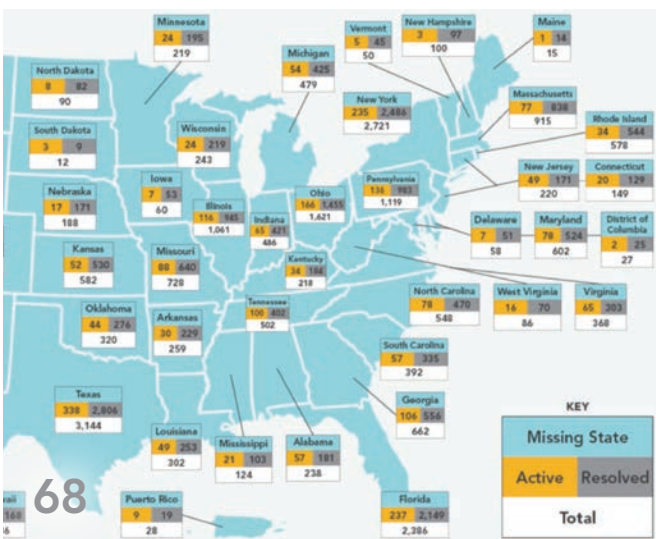 Minnesota
24 195
219
North Dakota
8 82
90
South Dakota
3 9
12
Nebraska
17 171
188
Kansas
52 530
582
Oklahoma
44 276
320
Texas
338 2,806
3,144
Wisconsin
24 219
243
Iowa
7 53
60
Illinois
116 945
1,061
Missouri
88 640
728
Arkansas
30 229
259
Louisiana
49 253
302
Michigan
54 425
479
Indiana
65 421
486
Ohio
166 1,455
1,621
Kentucky
34 184
218
Tennessee
100 402
502
Mississippi
21 103
124
Alabama
57 181
238
Vermont
5 45
50
New Hampshire
3 97
100
Maine
1 14
15
New York
235 2,486
2,721
Massachusetts
77 838
915
Rhode Island
34 544
578
Pennsylvania
136 983
1,119
New Jersey
49 171
220
Connecticut
20 129
149
Delaware
7 51
58
Maryland
78 524
602
District of
Columbia
2 25
27
North Carolina
78 470
548
West Virginia
16 70
86
Virginia
65 303
368
South Carolina
57 335
392
Georgia
106 556
662
Florida
237 2,149
2,386
Puerto Rico
9 19
28
aii
168
68
KEY
Missing State
Active Resolved
Total